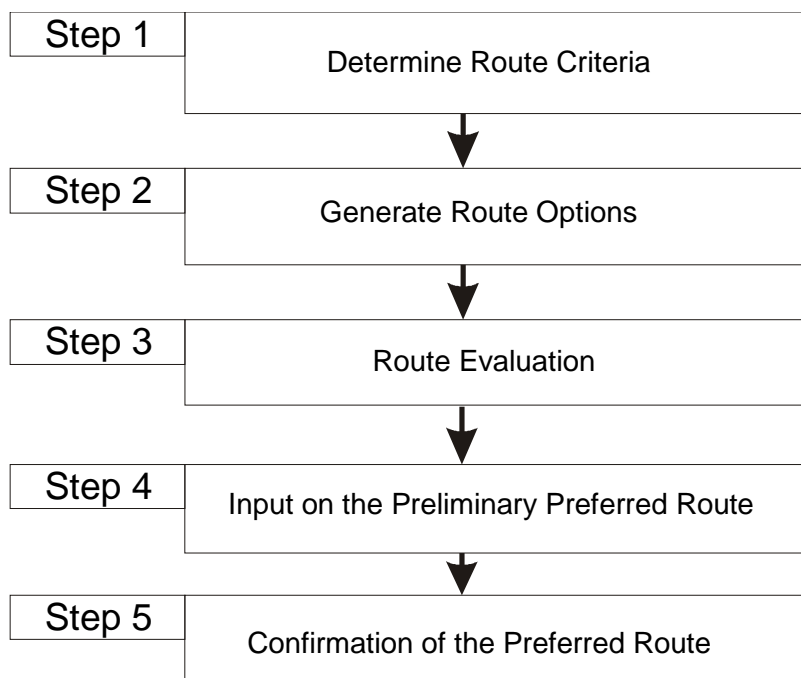 Step 1
Determine Route Criteria
Step 2
Generate Route Options
Step 3
Route Evaluation
Step 4
Input on the Preliminary Preferred Route
Step 5
Confirmation of the Preferred Route